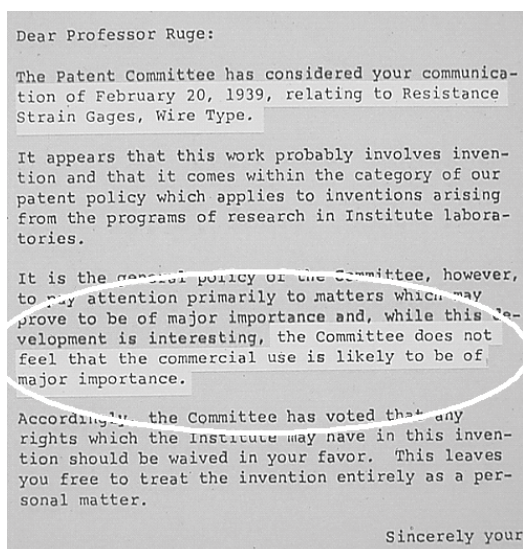 Dear Professor Ruge:
The Patent Committee has considered your communica-
tion of February 20, 1939, relating to Resistance
Strain Gages, Wire Type.
It appears that this work probably involves inven-
tion and that it comes within the category of our
patent policy which applies to inventions arising
from the programs of research in Institute labora-
tories.
It is the general policy of the Committee, however,
to pay attention primarily to matters which may
prove to be of major importance and, while this de-
velopment is interesting, the Committee does not
feel that the commercial use is likely to be of
major importance.
Accordingly, the Committee has voted that any
rights which the Institute may have in this inven-
tion should be waived in your favor.  This leaves
you free to treat the invention entirely as a per-
sonal matter.
Sincerely your